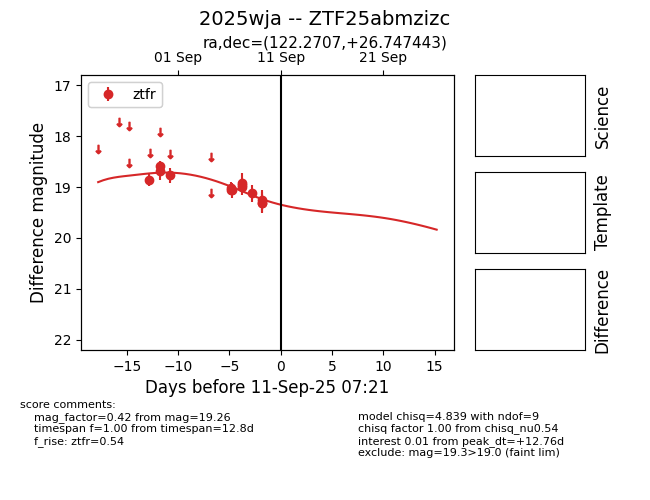 2025wja -- ZTF25abmzizc
ra,dec=(122.2707,+26.747443)
01 Sep
11 Sep
21 Sep
17
18
19
20
21
22
Difference magnitude
ztfr
−15
−10
−5
0
5
10
15
Days before 11-Sep-25 07:21
Science
Template
Difference
score comments:
mag_factor=0.42 from mag=19.26
timespan f=1.00 from timespan=12.8d
f_rise: ztfr=0.54
model chisq=4.839 with ndof=9
chisq factor 1.00 from chisq_nu0.54
interest 0.01 from peak_dt=+12.76d
exclude: mag=19.3>19.0 (faint lim)